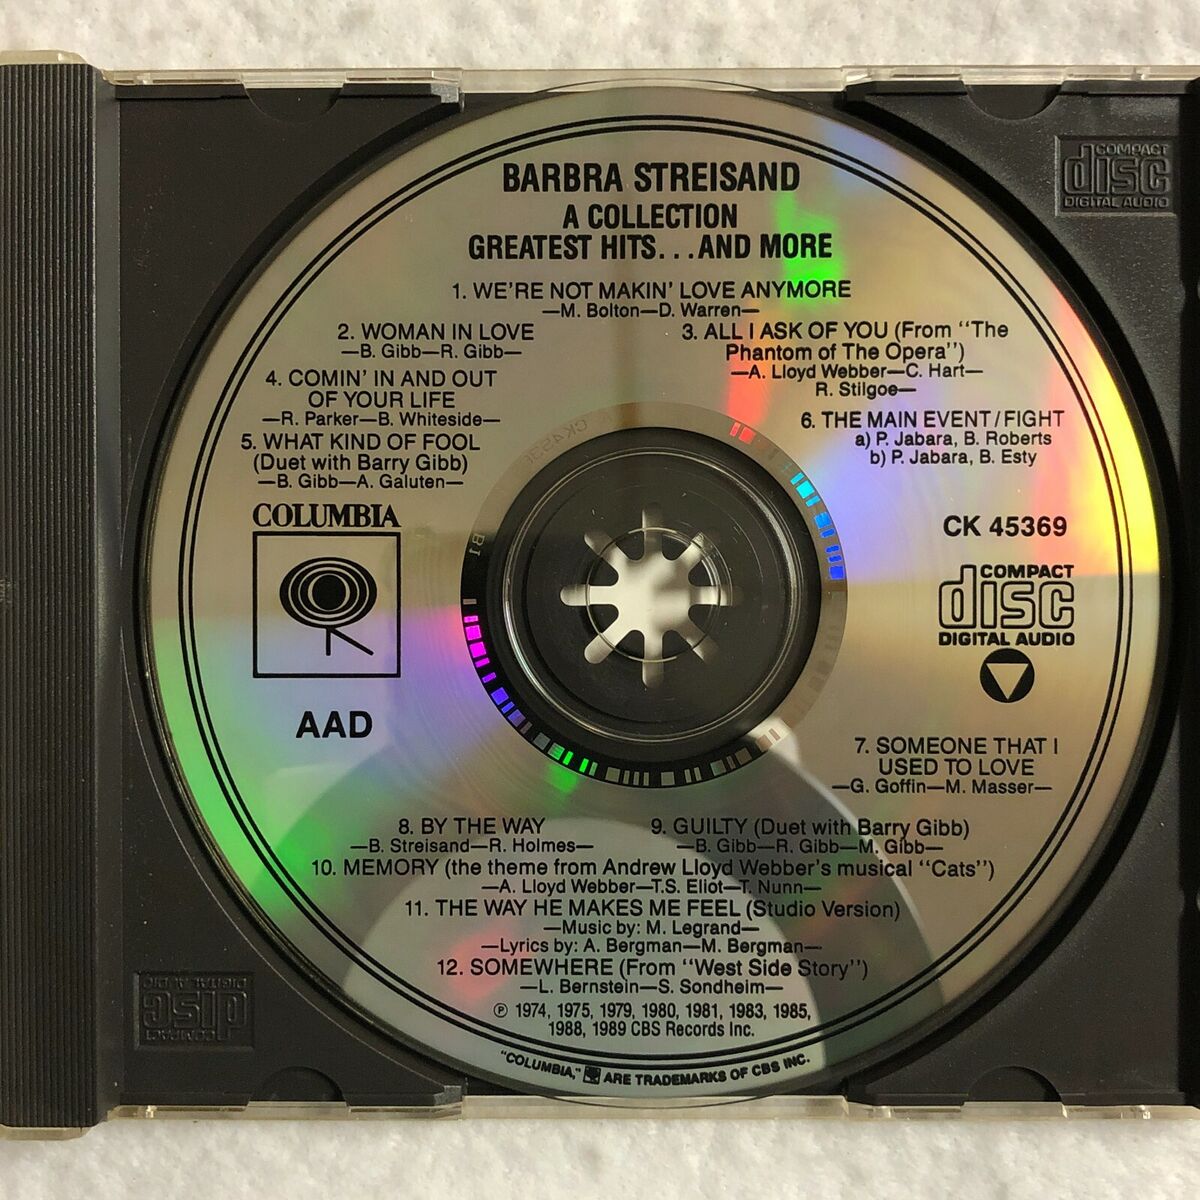 BARBRA STREISAND
A COLLECTION
GREATEST HITS...AND MORE
1. WE'RE NOT MAKIN' LOVE ANYMORE
—M. Bolton—D. Warren—
2. WOMAN IN LOVE
—B. Gibb—R. Gibb—
3. ALL I ASK OF YOU (From "The
Phantom of The Opera")
—A. Lloyd Webber—C. Hart—
R. Stilgoe—
4. COMIN' IN AND OUT
OF YOUR LIFE
—R. Parker—B. Whiteside—
5. WHAT KIND OF FOOL
(Duet with Barry Gibb)
—B. Gibb—A. Galuten—
6. THE MAIN EVENT/FIGHT
a) P. Jabara, B. Roberts
b) P. Jabara, B. Esty
COLUMBIA
AAD
CK 45369
COMPACT
disc
DIGITAL AUDIO
7. SOMEONE THAT I
USED TO LOVE
—G. Goffin—M. Masser—
8. BY THE WAY
—B. Streisand—R. Holmes—
9. GUILTY (Duet with Barry Gibb)
—B. Gibb—R. Gibb—M. Gibb—
10. MEMORY (the theme from Andrew Lloyd Webber's musical "Cats")
—A. Lloyd Webber—T.S. Eliot—T. Nunn—
11. THE WAY HE MAKES ME FEEL (Studio Version)
—Music by: M. Legrand—
—Lyrics by: A. Bergman—M. Bergman—
12. SOMEWHERE (From "West Side Story")
—L. Bernstein—S. Sondheim—
℗ 1974, 1975, 1979, 1980, 1981, 1983, 1985,
1988, 1989 CBS Records Inc.
"COLUMBIA," ARE TRADEMARKS OF CBS INC.
COMPACT
disc
DIGITAL AUDIO
COMPACT
disc
DIGITAL AUDIO